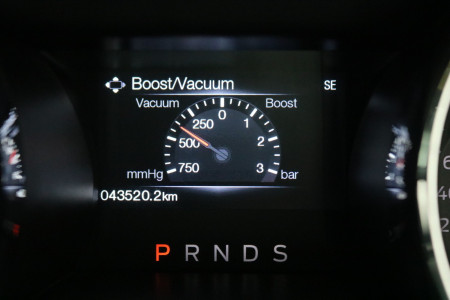 Boost/Vacuum SE
Vacuum 0 Boost
250 1
500 2
mmHg 750 3 bar
043520.2km
P R N D S